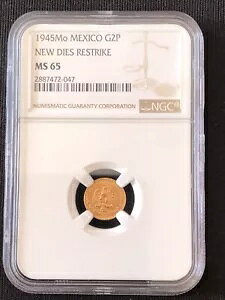 1945Mo MEXICO G2P
NEW DIES RESTRIKE
MS 65
2887472-047
NUMISMATIC GUARANTY CORPORATION
NGC